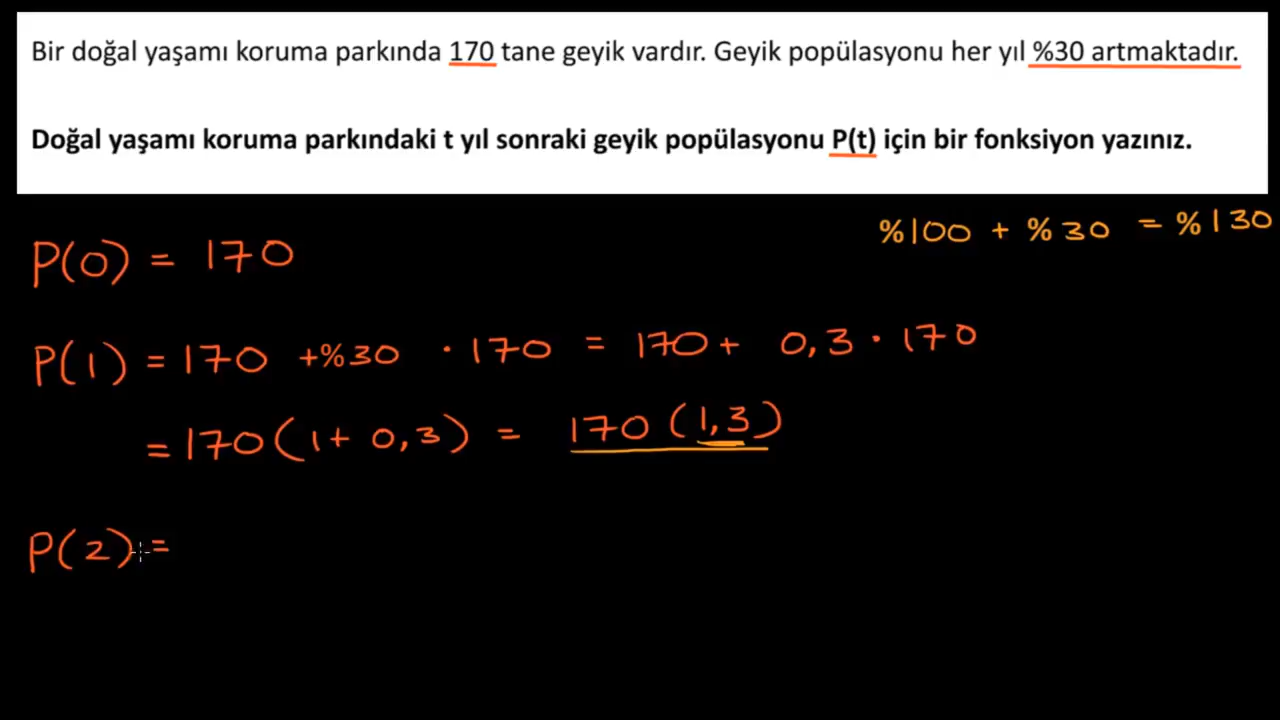 Bir doğal yaşamı koruma parkında 170 tane geyik vardır. Geyik popülasyonu her yıl %30 artmaktadır.
Doğal yaşamı koruma parkındaki t yıl sonraki geyik popülasyonu P(t) için bir fonksiyon yazınız.
%100 + %30 = %130
P(0) = 170
P(1) = 170 +%30 · 170 = 170 + 0,3 · 170
= 170(1 + 0,3) = 170 (1,3)
P(2) =